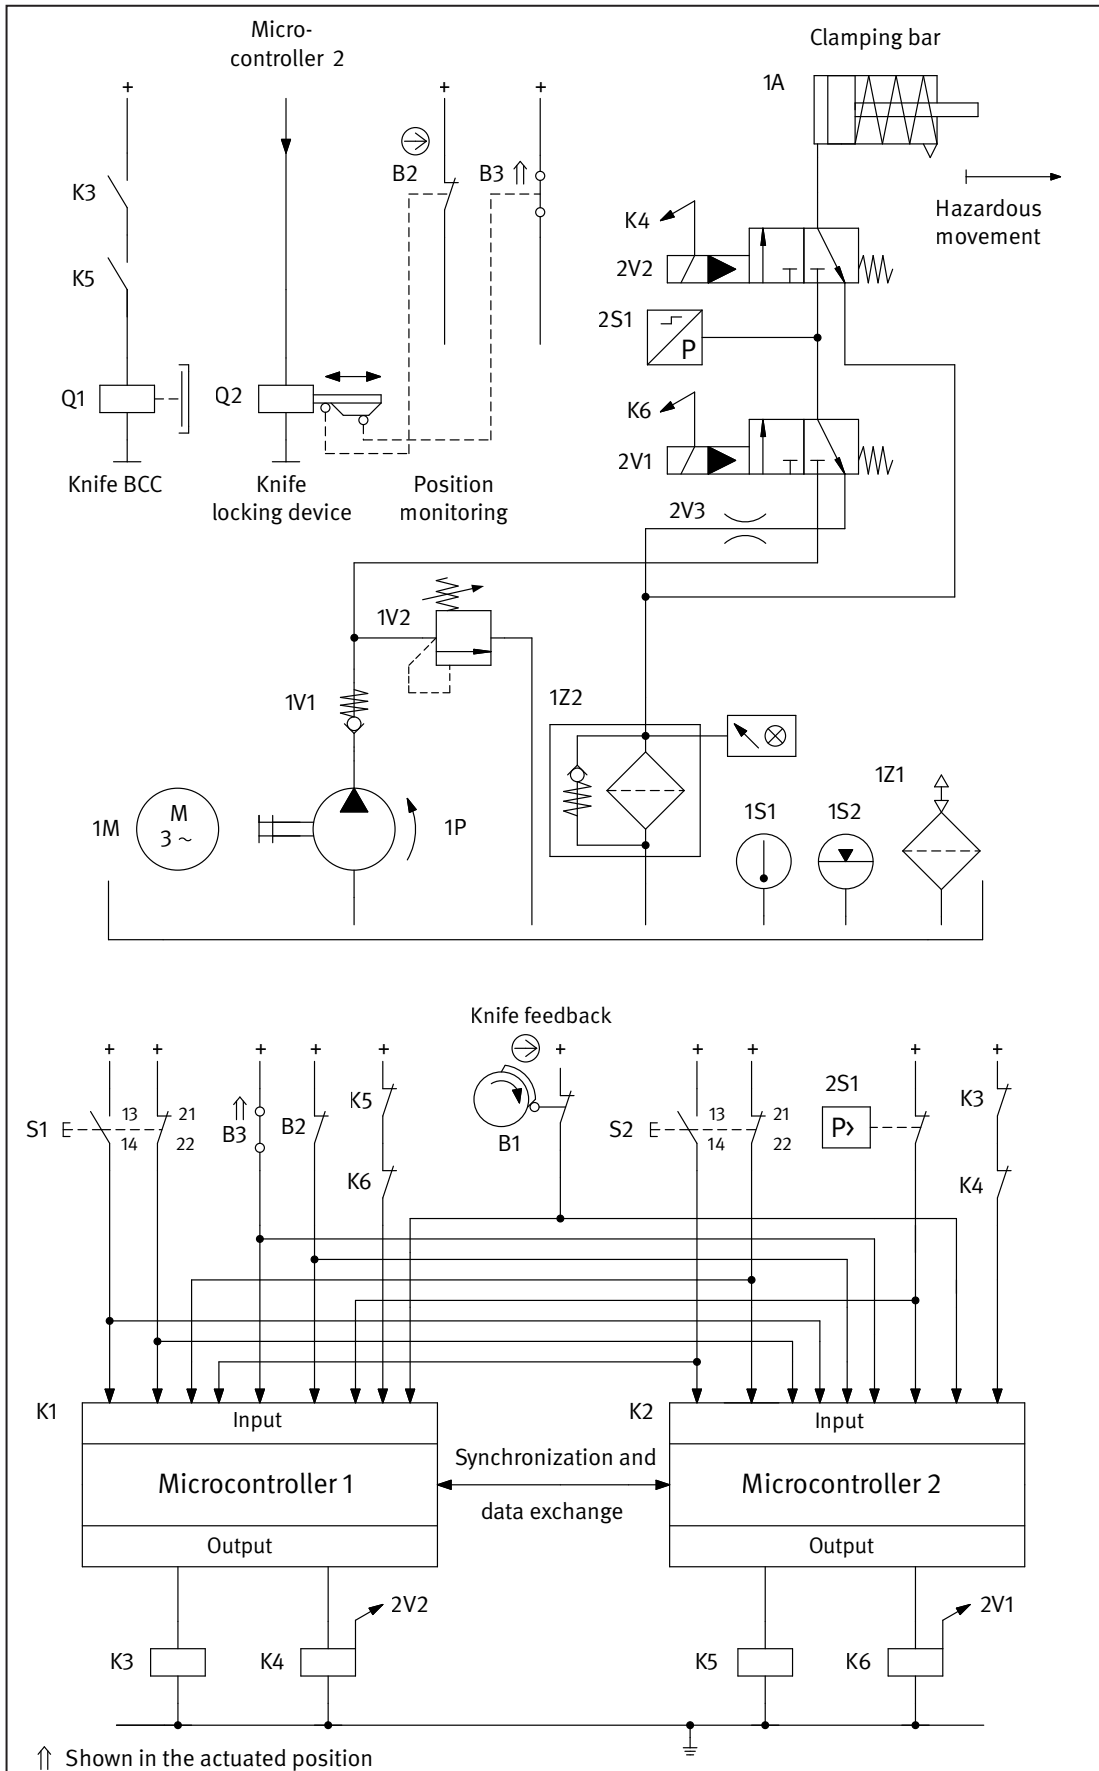 Micro-
controller 2
Clamping bar
1A
+
+
+
K3
B2
B3
K4
Hazardous
movement
K5
2V2
2S1
P
Q1
Q2
K6
2V1
Knife BCC
Knife
locking device
Position
monitoring
2V3
1V2
1V1
1Z2
1Z1
1M
M
3 ~
1P
1S1
1S2
Knife feedback
+
+
+
+
+
+
+
+
+
+
S1
13
14
21
22
B3
B2
K5
K6
B1
S2
13
14
21
22
2S1
P>
K3
K4
K1
Input
Microcontroller 1
Output
Synchronization and
data exchange
K2
Input
Microcontroller 2
Output
2V2
2V1
K3
K4
K5
K6
⇑ Shown in the actuated position